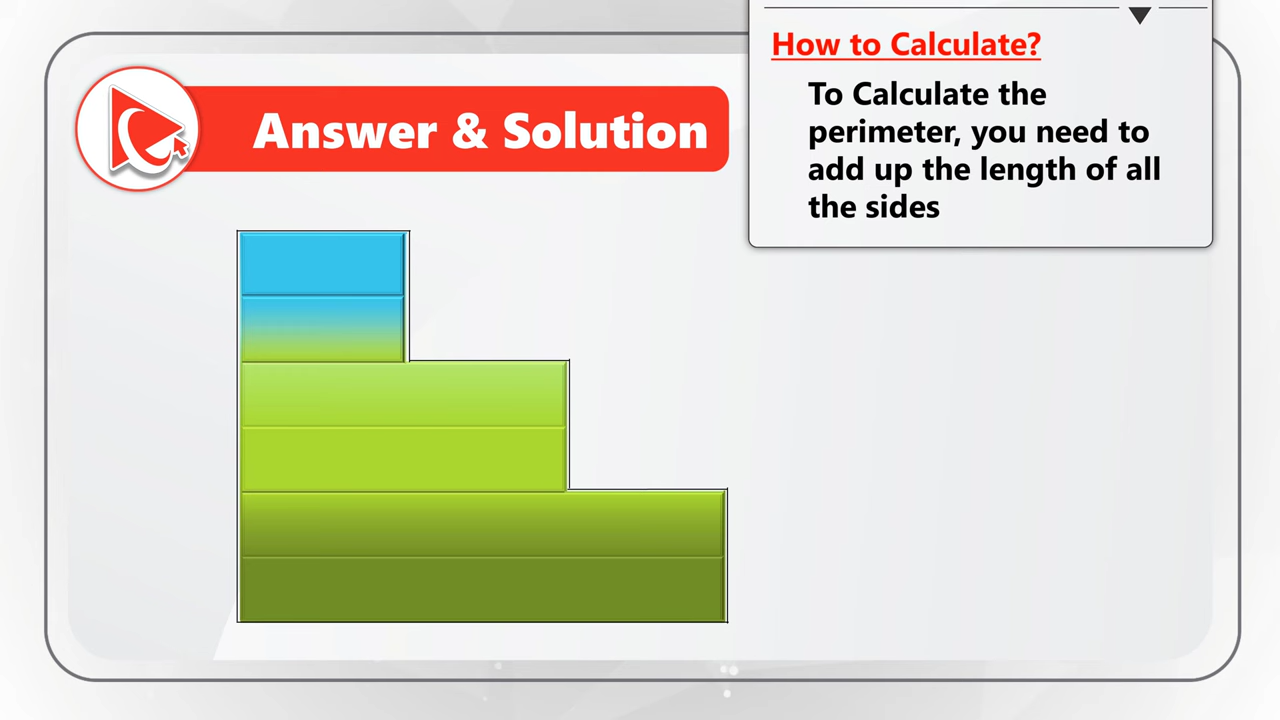 Answer & Solution
How to Calculate?
To Calculate the
perimeter, you need to
add up the length of all
the sides